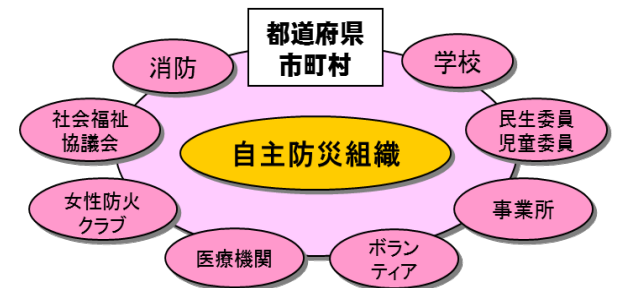 都道府県
市町村
消防
学校
社会福祉
協議会
民生委員
児童委員
自主防災組織
女性防火
クラブ
事業所
医療機関
ボラン
ティア